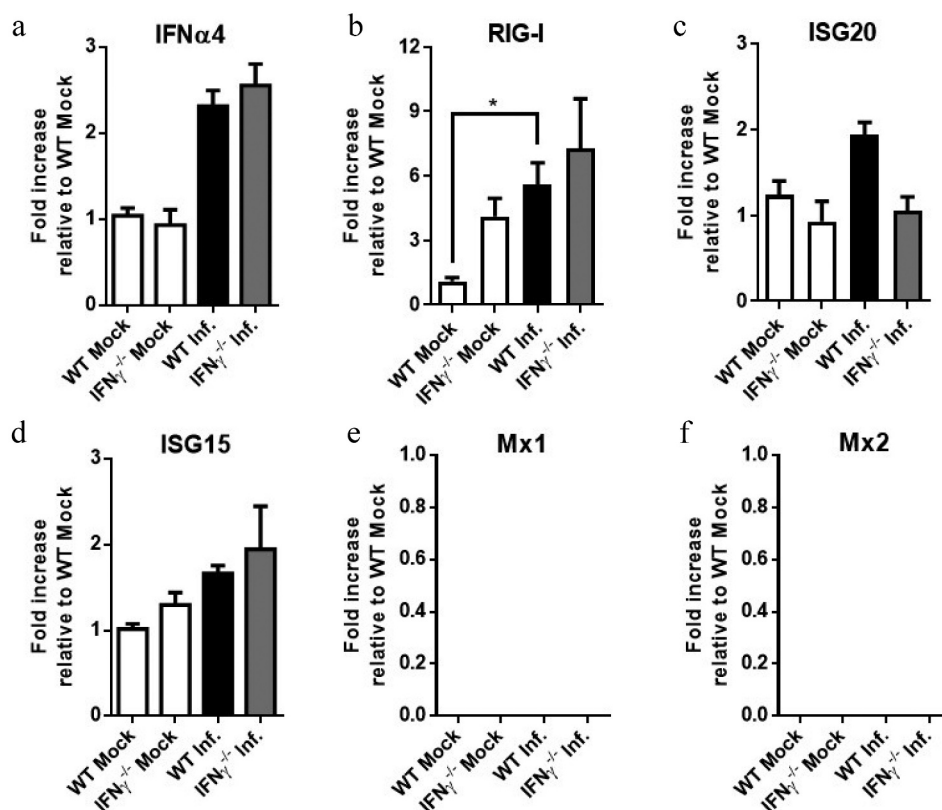 a
IFNα4
Fold increase
relative to WT Mock
3
2
1
0
WT Mock
IFNγ-/- Mock
WT Inf.
IFNγ-/- Inf.
b
RIG-I
Fold increase
relative to WT Mock
12
9
6
3
0
*
WT Mock
IFNγ-/- Mock
WT Inf.
IFNγ-/- Inf.
c
ISG20
Fold increase
relative to WT Mock
3
2
1
0
WT Mock
IFNγ-/- Mock
WT Inf.
IFNγ-/- Inf.
d
ISG15
Fold increase
relative to WT Mock
3
2
1
0
WT Mock
IFNγ-/- Mock
WT Inf.
IFNγ-/- Inf.
e
Mx1
Fold increase
relative to WT Mock
1.0
0.8
0.6
0.4
0.2
0.0
WT Mock
IFNγ-/- Mock
WT Inf.
IFNγ-/- Inf.
f
Mx2
Fold increase
relative to WT Mock
1.0
0.8
0.6
0.4
0.2
0.0
WT Mock
IFNγ-/- Mock
WT Inf.
IFNγ-/- Inf.